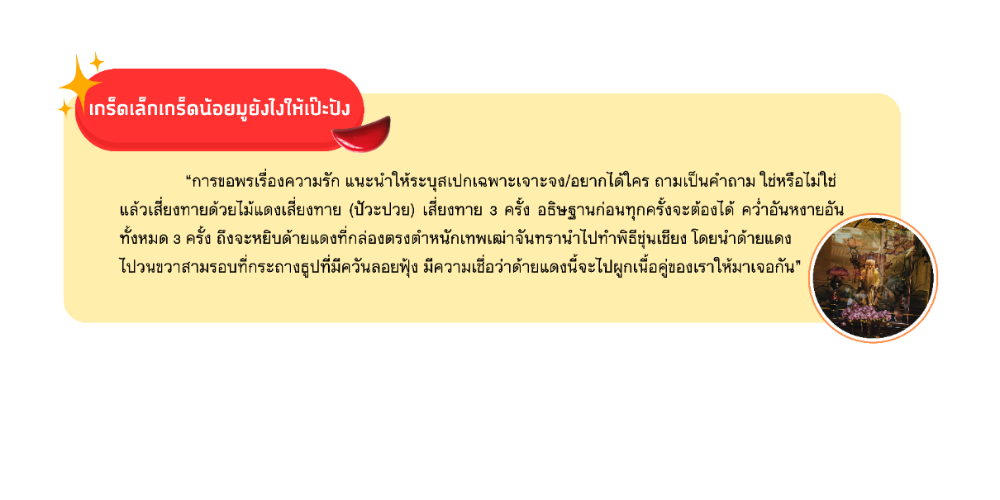 เกร็ดเล็กเกร็ดน้อยมูยังไงให้เป๊ะปัง
“การขอพรเรื่องความรัก แนะนำให้ระบุสเปกเฉพาะเจาะจง/อยากได้ใคร ถามเป็นคำถาม ใช่หรือไม่ใช่
แล้วเสี่ยงทายด้วยไม้แดงเสี่ยงทาย (ปัวะปวย) เสี่ยงทาย 3 ครั้ง อธิษฐานก่อนทุกครั้งจะต้องได้ คว่ำอันหงายอัน
ทั้งหมด 3 ครั้ง ถึงจะหยิบด้ายแดงที่กล่องตรงตำหนักเทพเฒ่าจันทรานำไปทำพิธีชุ่นเชียง โดยนำด้ายแดง
ไปวนขวาสามรอบที่กระถางธูปที่มีควันลอยฟุ้ง มีความเชื่อว่าด้ายแดงนี้จะไปผูกเนื้อคู่ของเราให้มาเจอกัน”